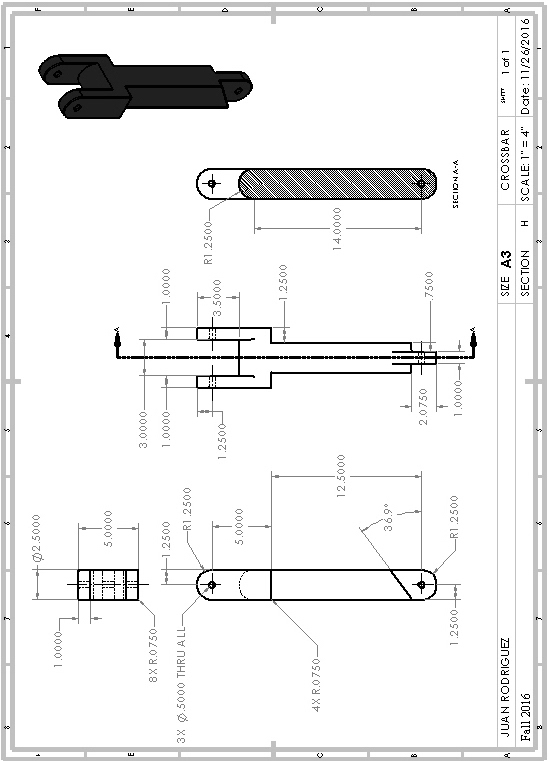 F
E
D
C
B
A
1
2
3
4
5
6
7
8
SECTION A-A
R1.2500
14.0000
1.0000
3.5000
1.2500
.7500
A
A
3.0000
1.0000
1.2500
2.0750
1.0000
⌀2.5000
5.0000
1.0000
8X R.0750
1.2500
R1.2500
5.0000
12.5000
36.9°
R1.2500
1.2500
3X ⌀.5000 THRU ALL
4X R.0750
JUAN RODRIGUEZ
Fall 2016
SIZE A3
CROSSBAR
SHEET 1 of 1
SECTION H
SCALE: 1" = 4"
Date: 11/26/2016